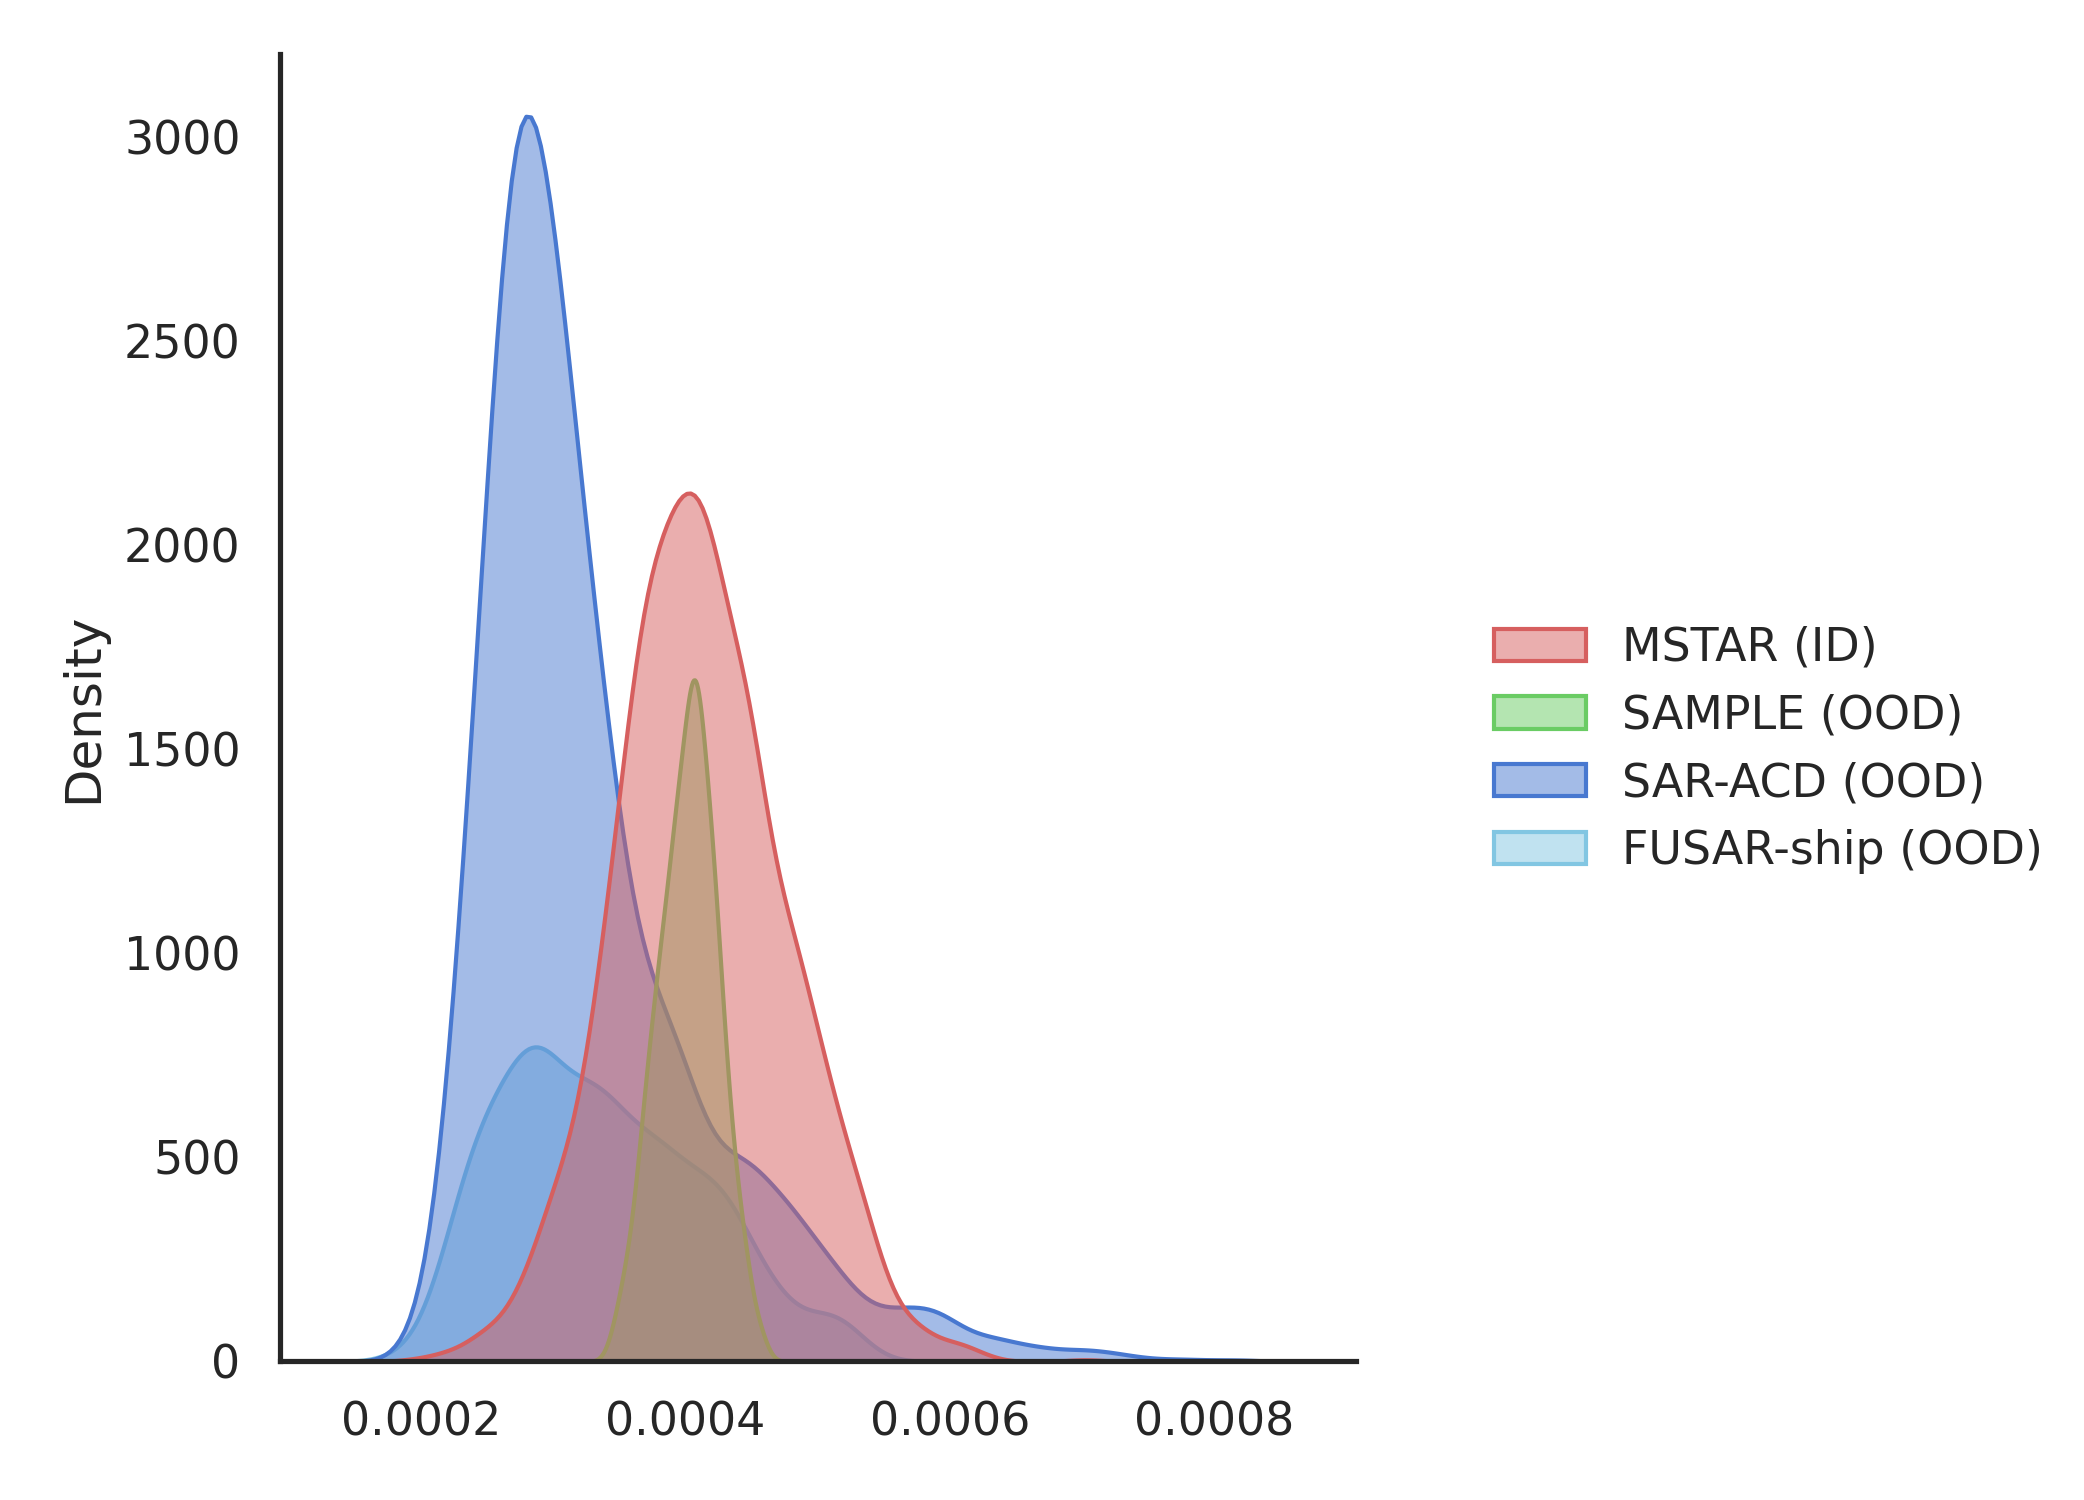 3000
2500
2000
1500
1000
500
0
Density
0.0002
0.0004
0.0006
0.0008
MSTAR (ID)
SAMPLE (OOD)
SAR-ACD (OOD)
FUSAR-ship (OOD)